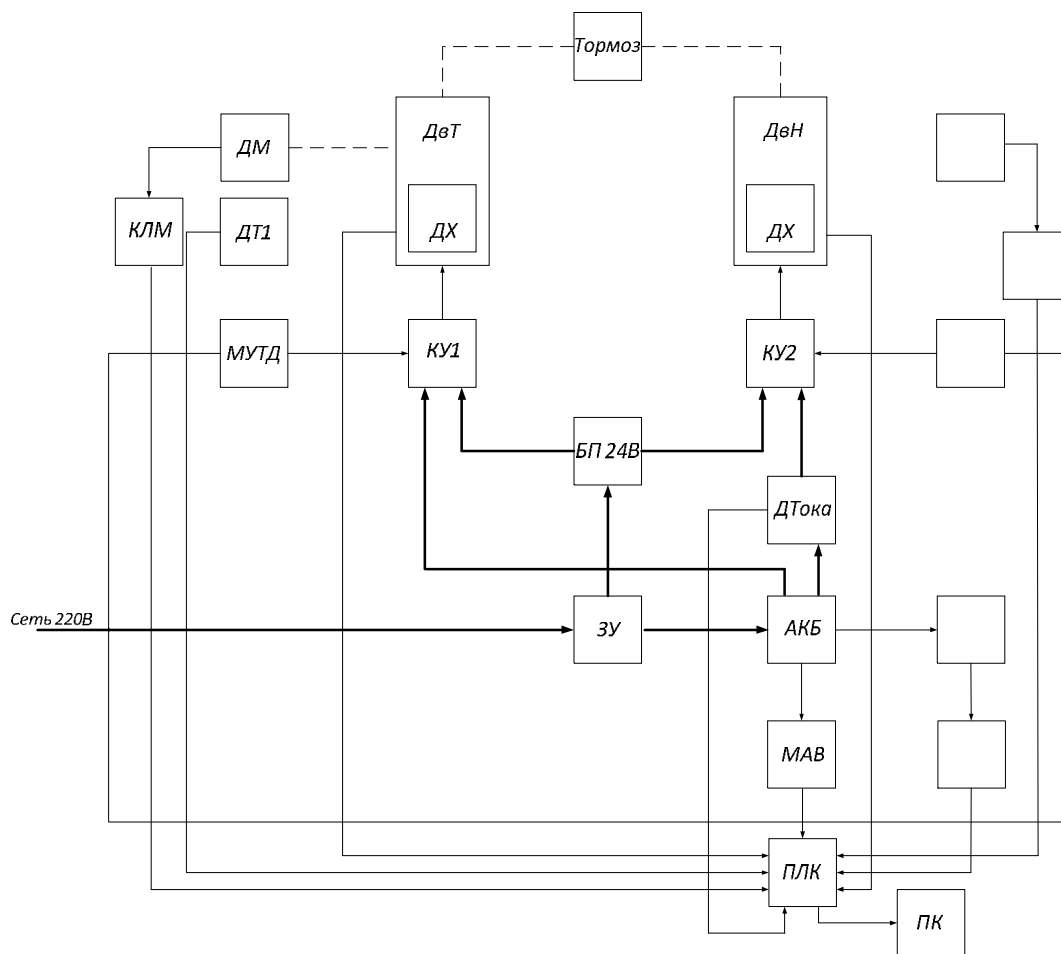 Тормоз
ДвТ
ДвН
ДМ
КЛМ
ДТ1
ДХ
ДХ
МУТД
КУ1
КУ2
БП 24В
ДТока
Сеть 220В
ЗУ
АКБ
МАВ
ПЛК
ПК